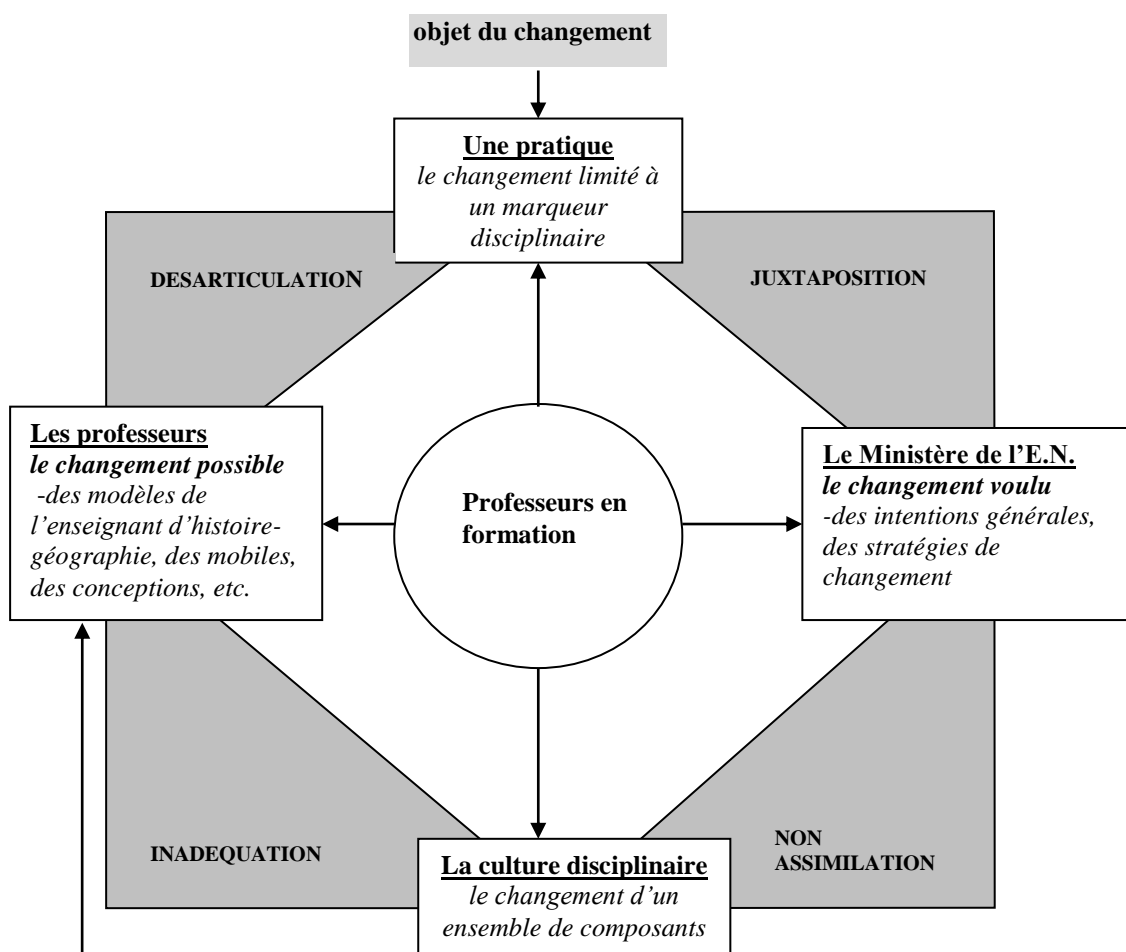 objet du changement
Une pratique
le changement limité à
un marqueur
disciplinaire
DESARTICULATION
JUXTAPOSITION
Les professeurs
le changement possible
-des modèles de
l’enseignant d’histoire-
géographie, des mobiles,
des conceptions, etc.
Professeurs en
formation
Le Ministère de l’E.N.
le changement voulu
-des intentions générales,
des stratégies de
changement
INADEQUATION
NON
ASSIMILATION
La culture disciplinaire
le changement d’un
ensemble de composants